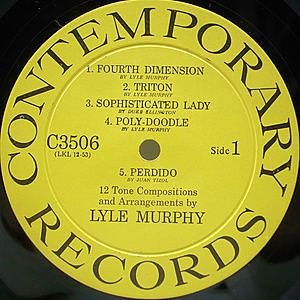 CONTEMPORARY
RECORDS
1. FOURTH DIMENSION
BY LYLE MURPHY
2. TRITON
BY LYLE MURPHY
3. SOPHISTICATED LADY
BY DUKE ELLINGTON
4. POLY-DOODLE
BY LYLE MURPHY
C3506
(LKL 12-53)
Side 1
5. PERDIDO
BY JUAN TIZOL
12 Tone Compositions
and Arrangements by
LYLE MURPHY